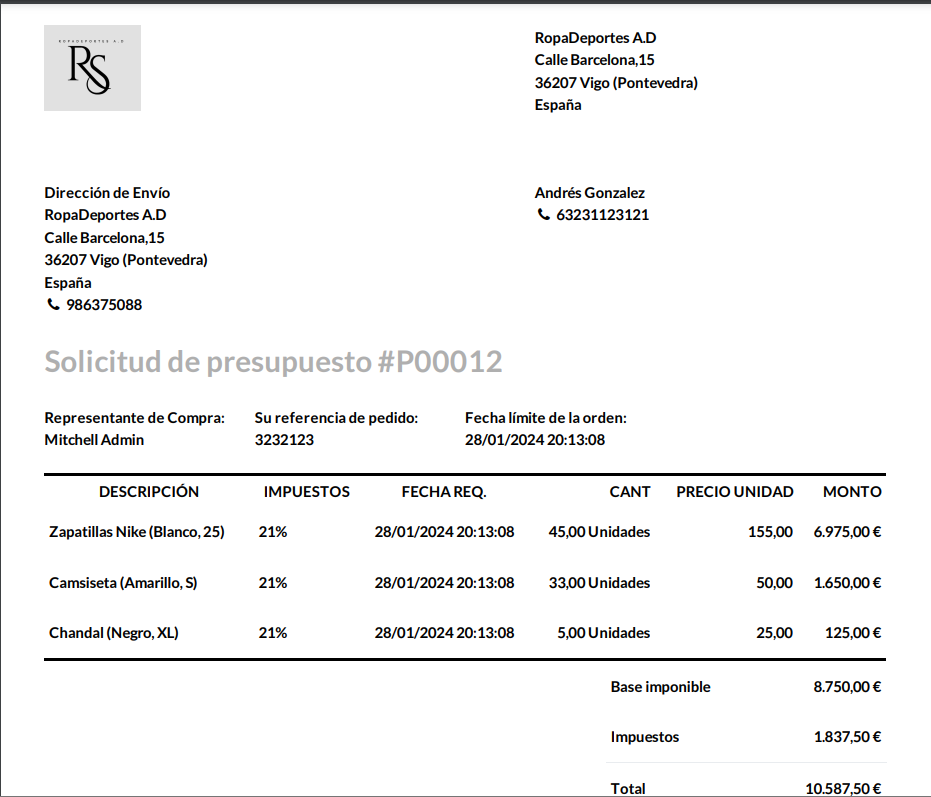 ROPADEPORTES A.D
RS
RopaDeportes A.D
Calle Barcelona,15
36207 Vigo (Pontevedra)
España
Dirección de Envío
RopaDeportes A.D
Calle Barcelona,15
36207 Vigo (Pontevedra)
España
986375088
Andrés Gonzalez
63231123121
Solicitud de presupuesto #P00012
Representante de Compra: Su referencia de pedido: Fecha límite de la orden:
Mitchell Admin 3232123 28/01/2024 20:13:08
DESCRIPCIÓN IMPUESTOS FECHA REQ. CANT PRECIO UNIDAD MONTO
Zapatillas Nike (Blanco, 25) 21% 28/01/2024 20:13:08 45,00 Unidades 155,00 6.975,00 €
Camsiseta (Amarillo, S) 21% 28/01/2024 20:13:08 33,00 Unidades 50,00 1.650,00 €
Chandal (Negro, XL) 21% 28/01/2024 20:13:08 5,00 Unidades 25,00 125,00 €
Base imponible 8.750,00 €
Impuestos 1.837,50 €
Total 10.587,50 €